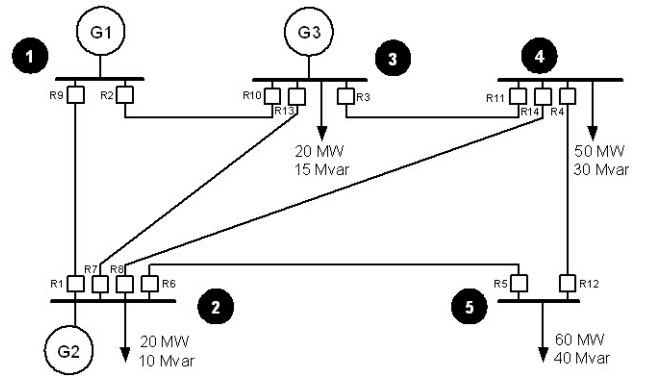 G1
G3
1
3
4
R9
R2
R10
R13
R3
R11
R14
R4
20 MW
15 Mvar
50 MW
30 Mvar
R1
R7
R8
R6
R5
R12
2
5
G2
20 MW
10 Mvar
60 MW
40 Mvar